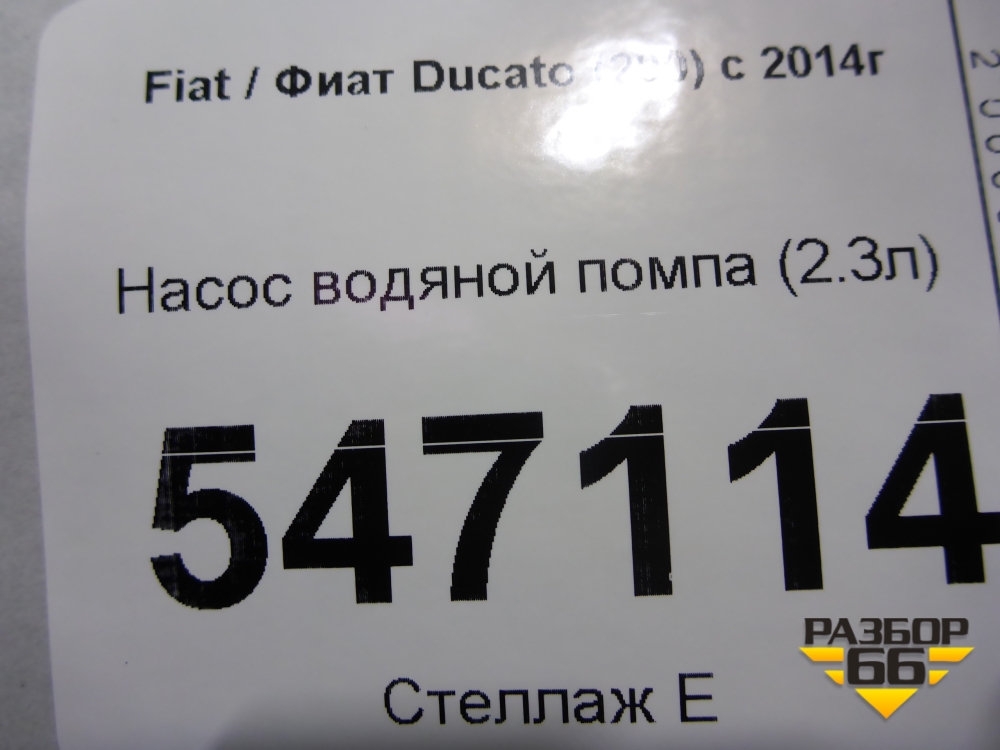 Fiat / Фиат Ducato с 2014г
Насос водяной помпа (2.3л)
547114
Стеллаж Е
РАЗБОР
66